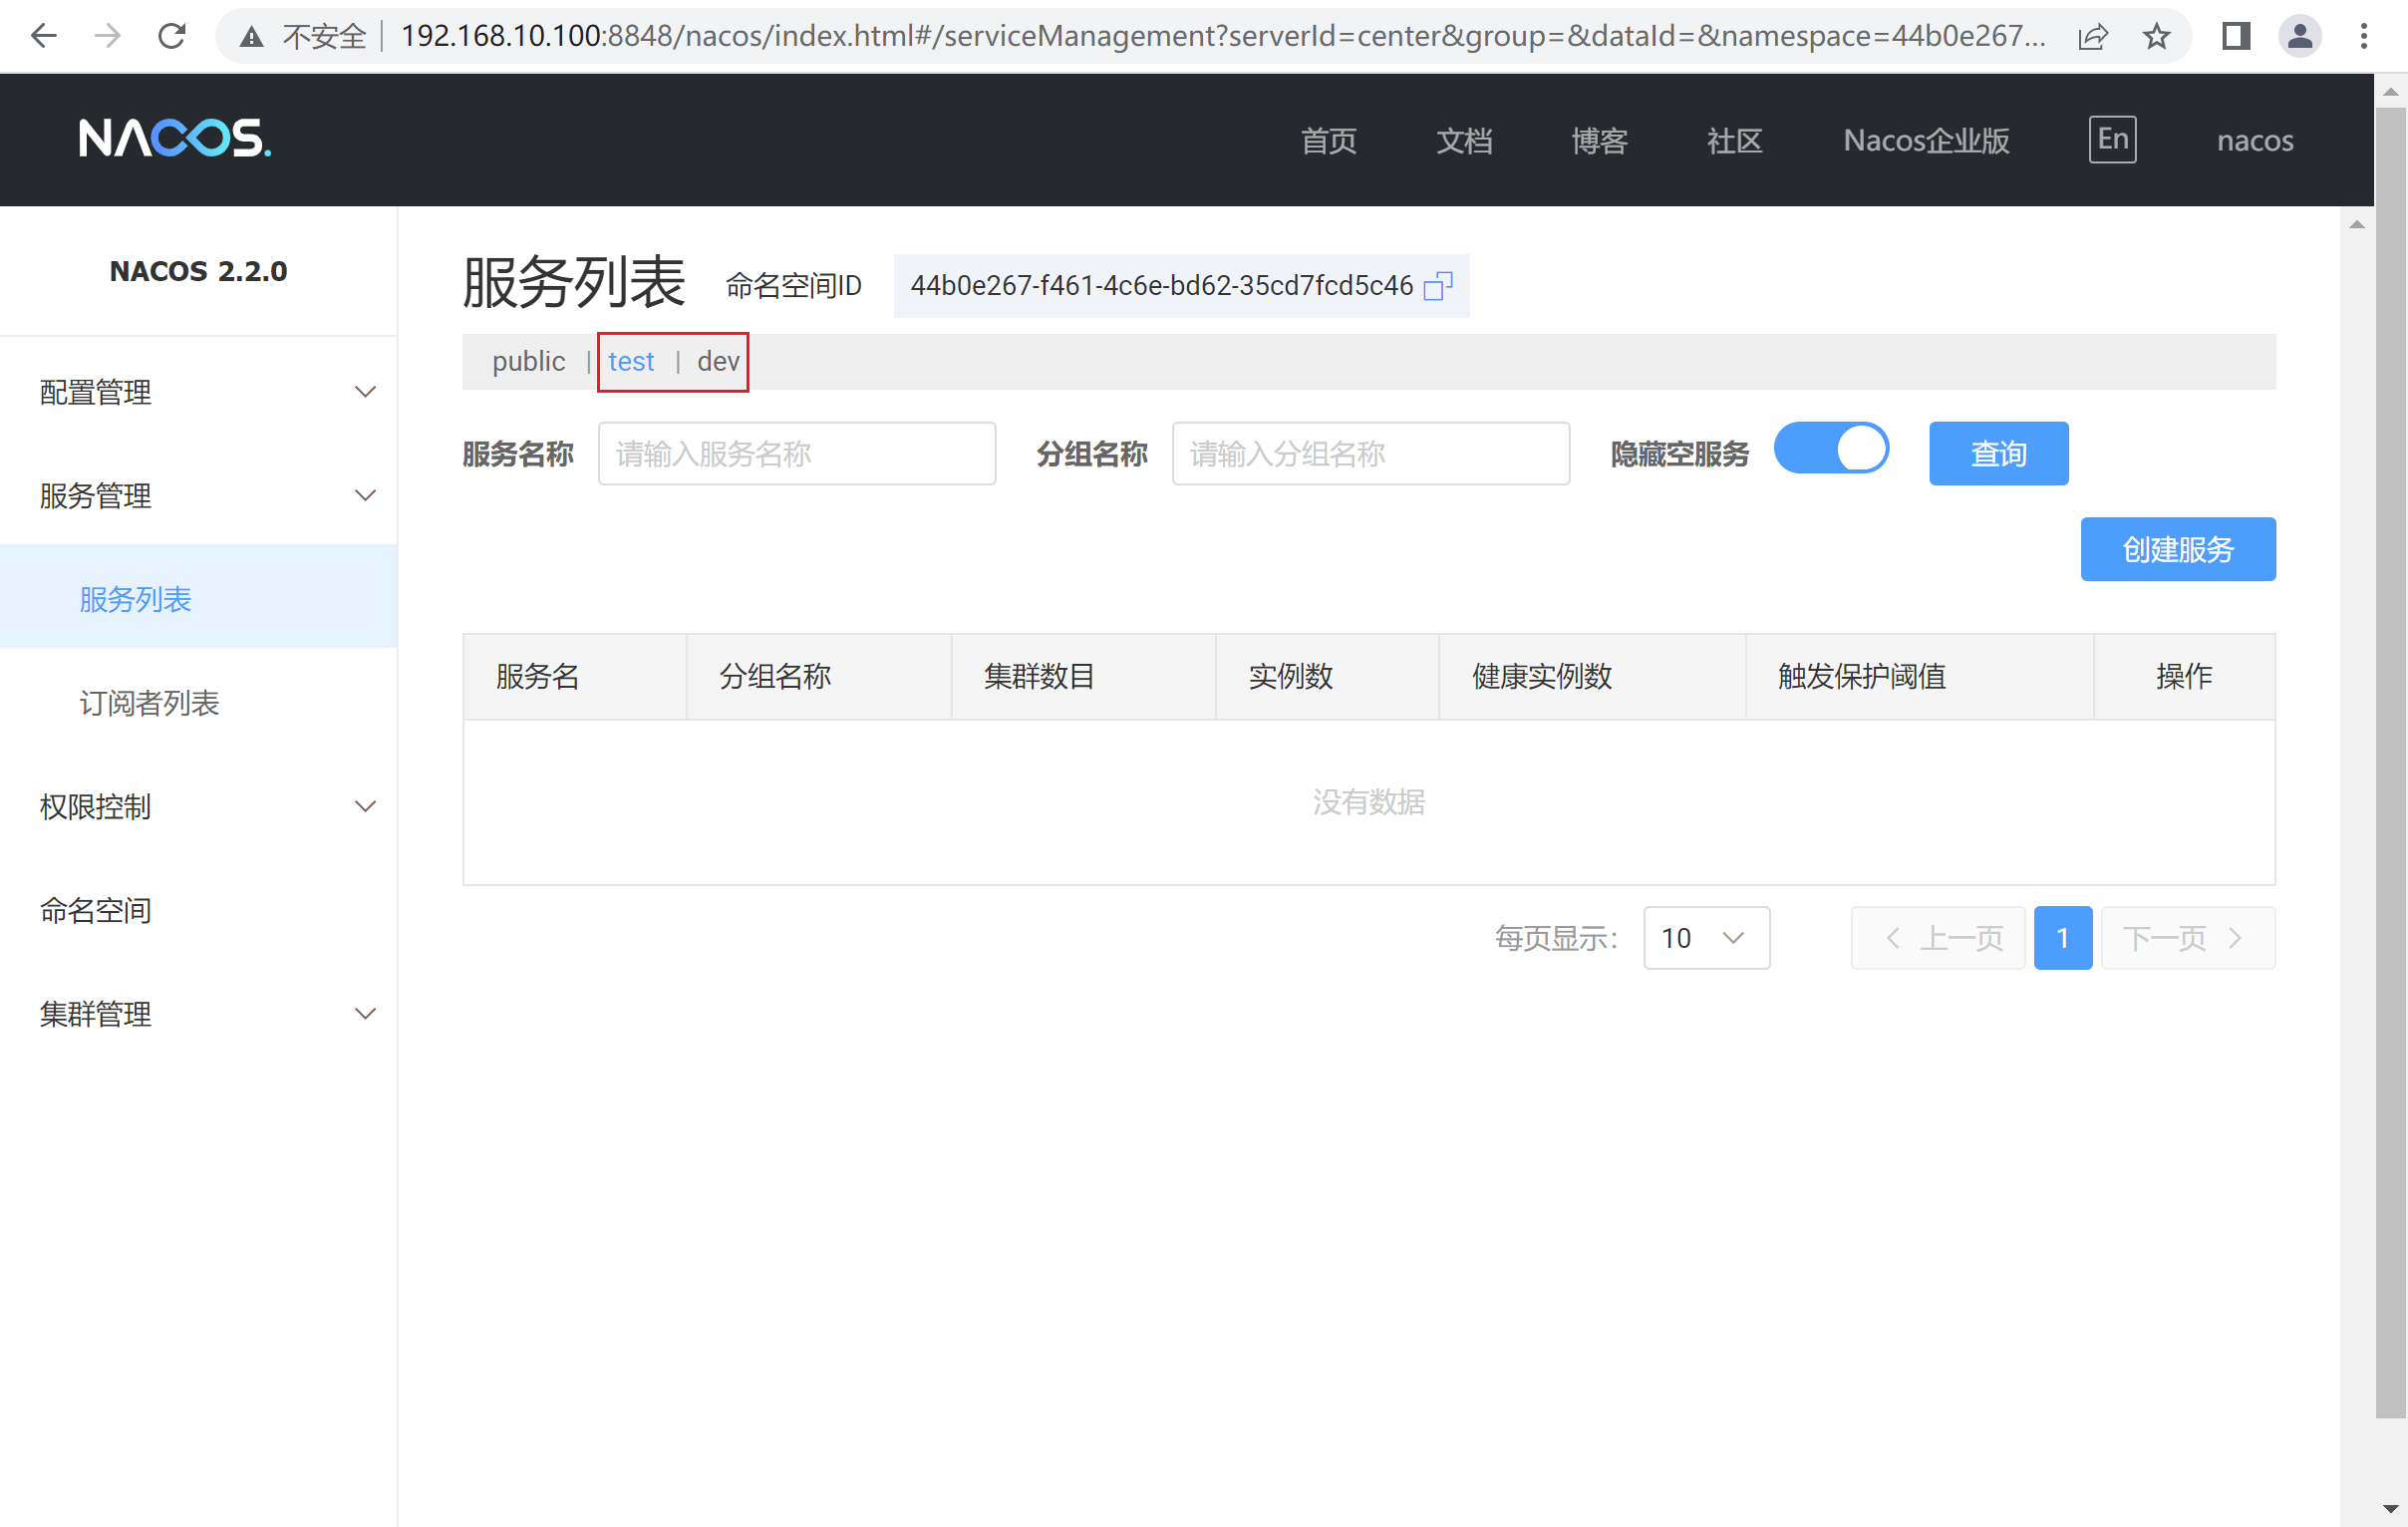 不安全 192.168.10.100:8848/nacos/index.html#/serviceManagement?serverId=center&group=&dataId=&namespace=44b0e267...
NACOS. 首页 文档 博客 社区 Nacos企业版 En nacos
NACOS 2.2.0
配置管理
服务管理
服务列表
订阅者列表
权限控制
命名空间
集群管理
服务列表 命名空间ID 44b0e267-f461-4c6e-bd62-35cd7fcd5c46
public | test | dev
服务名称 请输入服务名称 分组名称 请输入分组名称 隐藏空服务 查询
创建服务
服务名 分组名称 集群数目 实例数 健康实例数 触发保护阈值 操作
没有数据
每页显示: 10 上一页 1 下一页